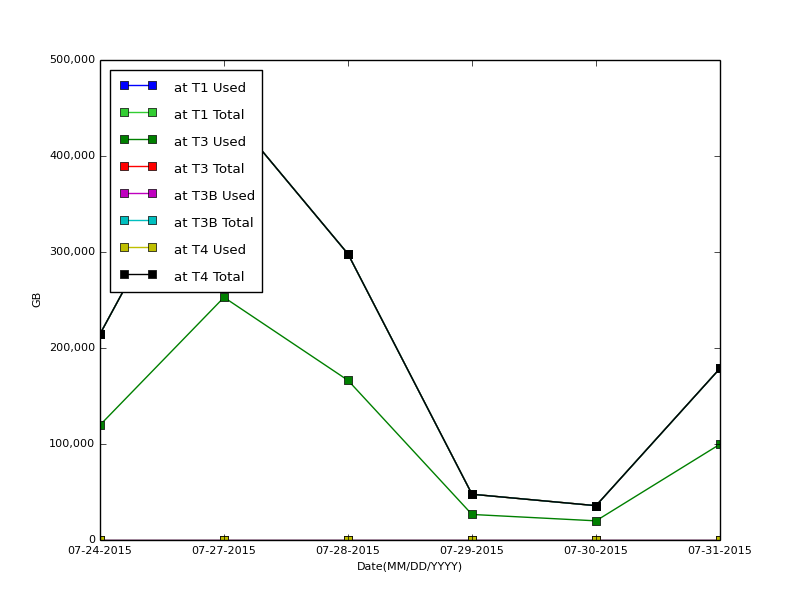 500,000
400,000
300,000
200,000
100,000
0
GB
at T1 Used
at T1 Total
at T3 Used
at T3 Total
at T3B Used
at T3B Total
at T4 Used
at T4 Total
07-24-2015 07-27-2015 07-28-2015 07-29-2015 07-30-2015 07-31-2015
Date(MM/DD/YYYY)